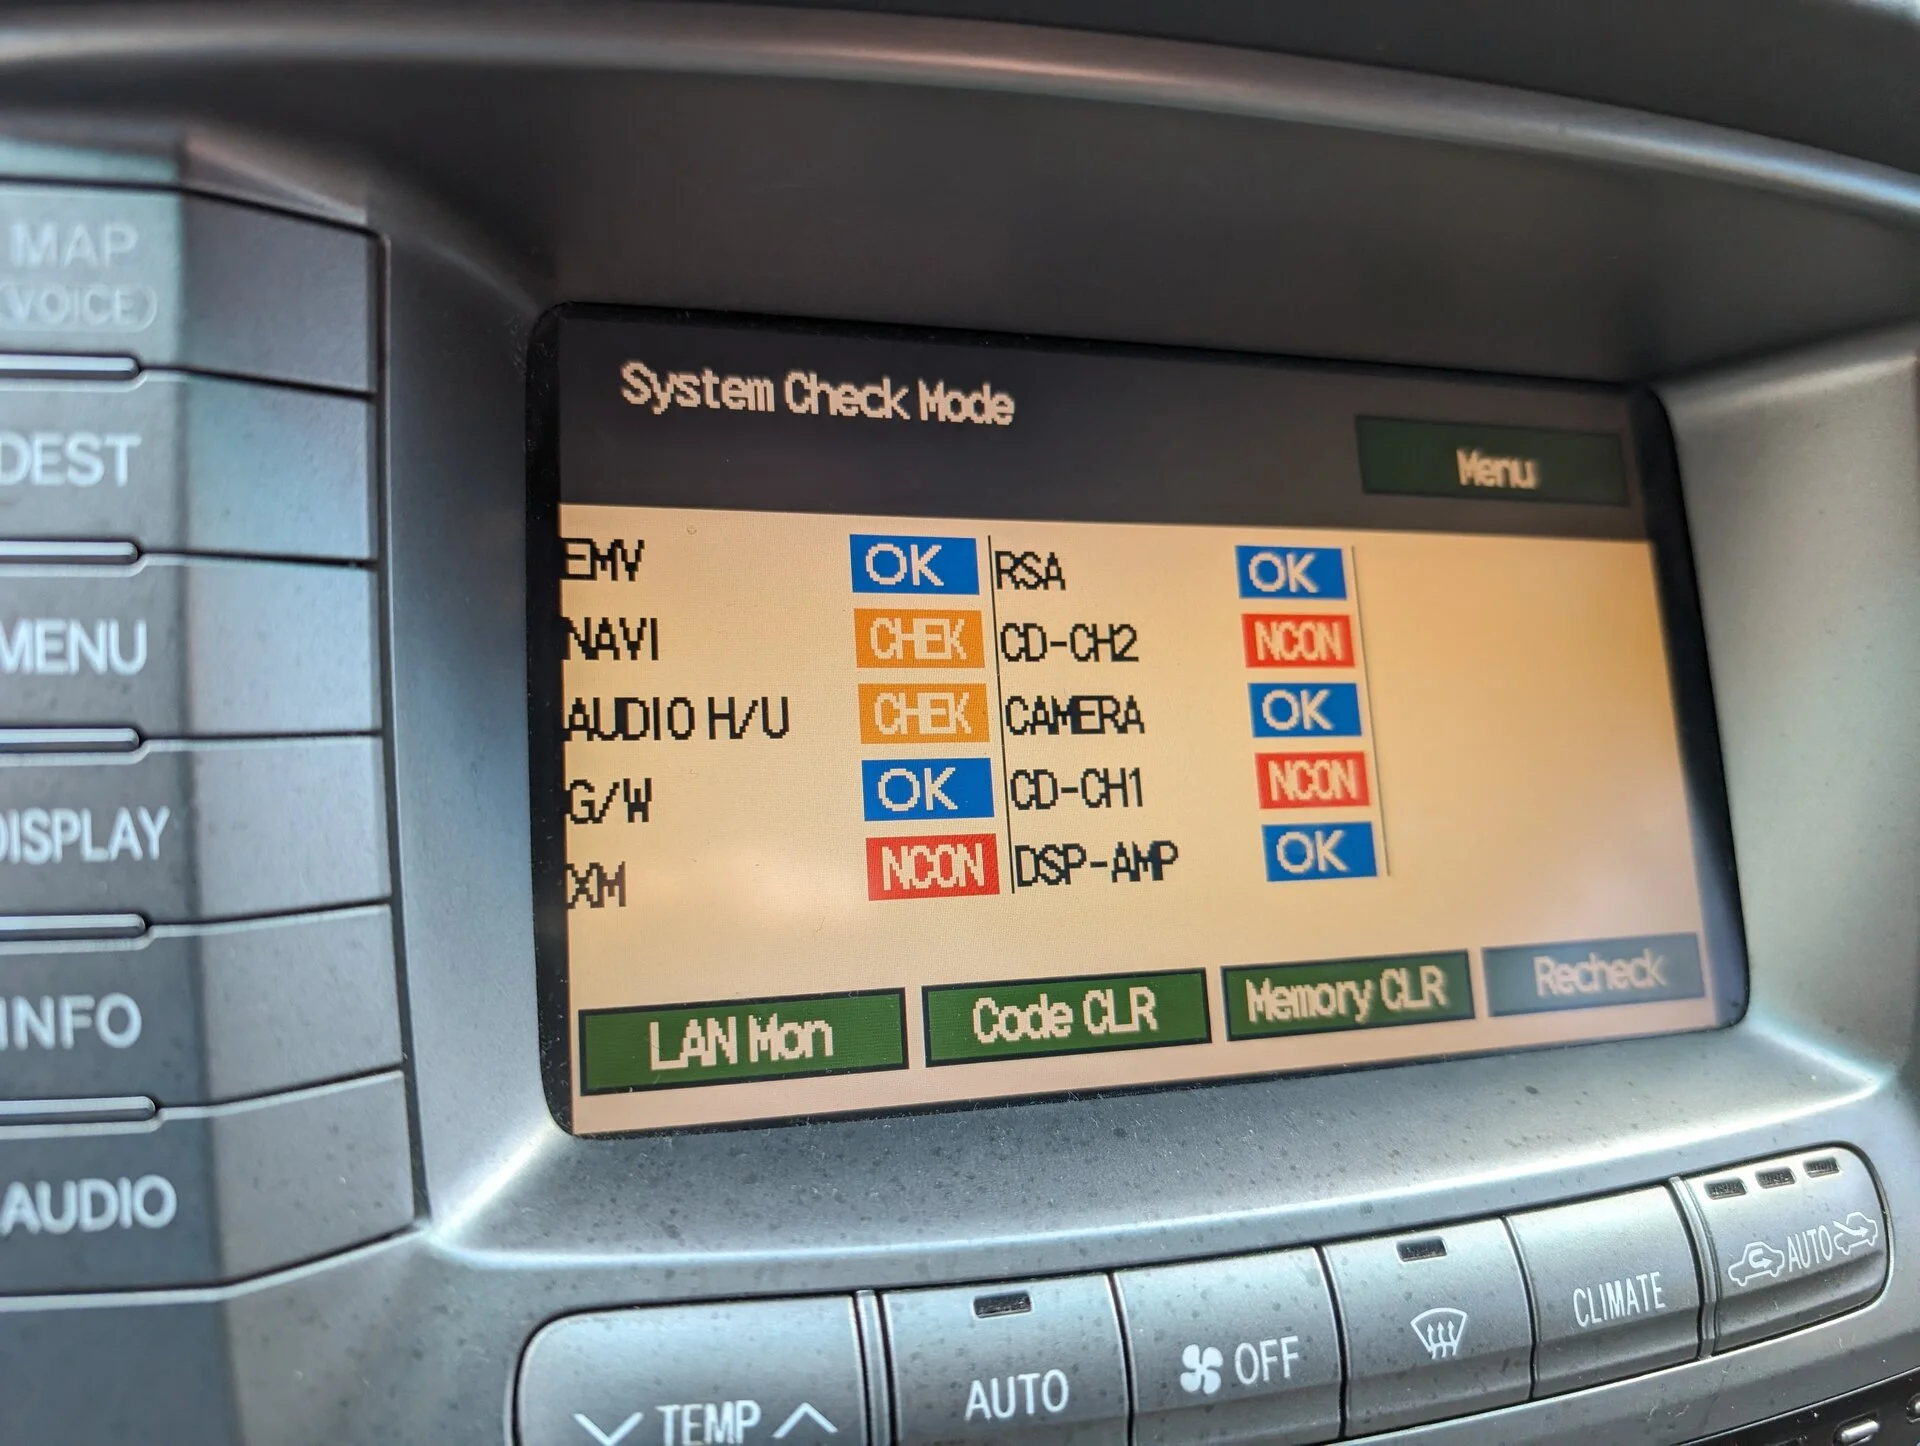 MAP
VOICE
DEST
MENU
DISPLAY
INFO
AUDIO
System Check Mode
Menu
EMV OK RSA OK
NAVI CHEK CD-CH2 NCON
AUDIO H/U CHEK CAMERA OK
G/W OK CD-CH1 NCON
XM NCON DSP-AMP OK
LAN Mon Code CLR Memory CLR Recheck
TEMP AUTO OFF CLIMATE AUTO